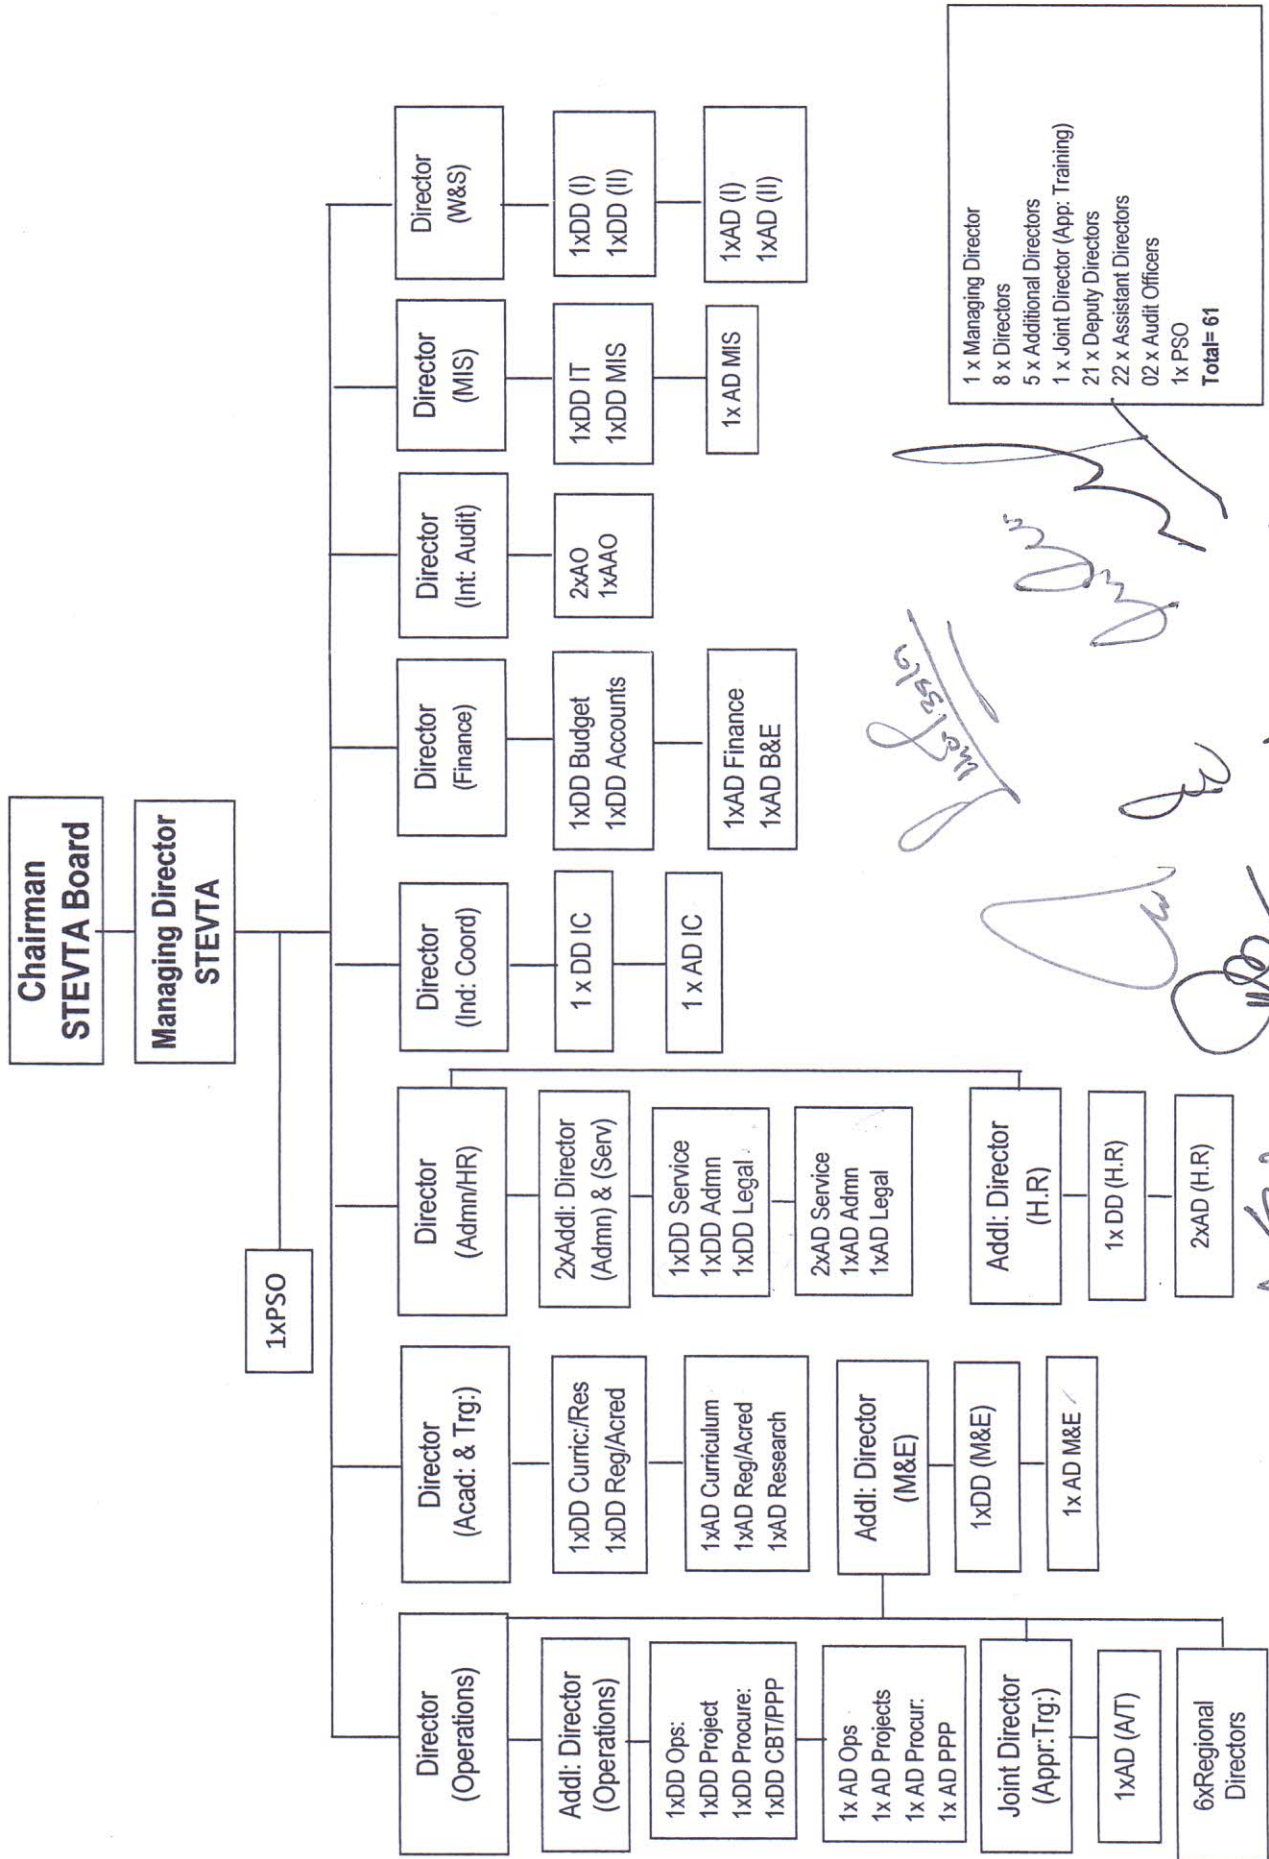 Chairman
STEVTA Board
Managing Director
STEVTA
1xPSO
Director
(Operations)
Addl: Director
(Operations)
1xDD Ops:
1xDD Project
1xDD Procure:
1xDD CBT/PPP
1x AD Ops
1x AD Projects
1x AD Procur:
1x AD PPP
Joint Director
(Appr:Trg:)
1xAD (A/T)
6xRegional
Directors
Director
(Acad: & Trg:)
1xDD Curric:/Res
1xDD Reg/Acred
1xAD Curriculum
1xAD Reg/Acred
1xAD Research
Addl: Director
(M&E)
1xDD (M&E)
1x AD M&E
Director
(Admn/HR)
2xAddl: Director
(Admn) & (Serv)
1xDD Service
1xDD Admn
1xDD Legal
2xAD Service
1xAD Admn
1xAD Legal
Addl: Director
(H.R)
1x DD (H.R)
2xAD (H.R)
Director
(Ind: Coord)
1 x DD IC
1 x AD IC
Director
(Finance)
1xDD Budget
1xDD Accounts
1xAD Finance
1xAD B&E
Director
(Int: Audit)
2xAO
1xAAO
Director
(MIS)
1xDD IT
1xDD MIS
1x AD MIS
Director
(W&S)
1xDD (I)
1xDD (II)
1xAD (I)
1xAD (II)
1 x Managing Director
8 x Directors
5 x Additional Directors
1 x Joint Director (App: Training)
21 x Deputy Directors
22 x Assistant Directors
02 x Audit Officers
1x PSO
Total= 61